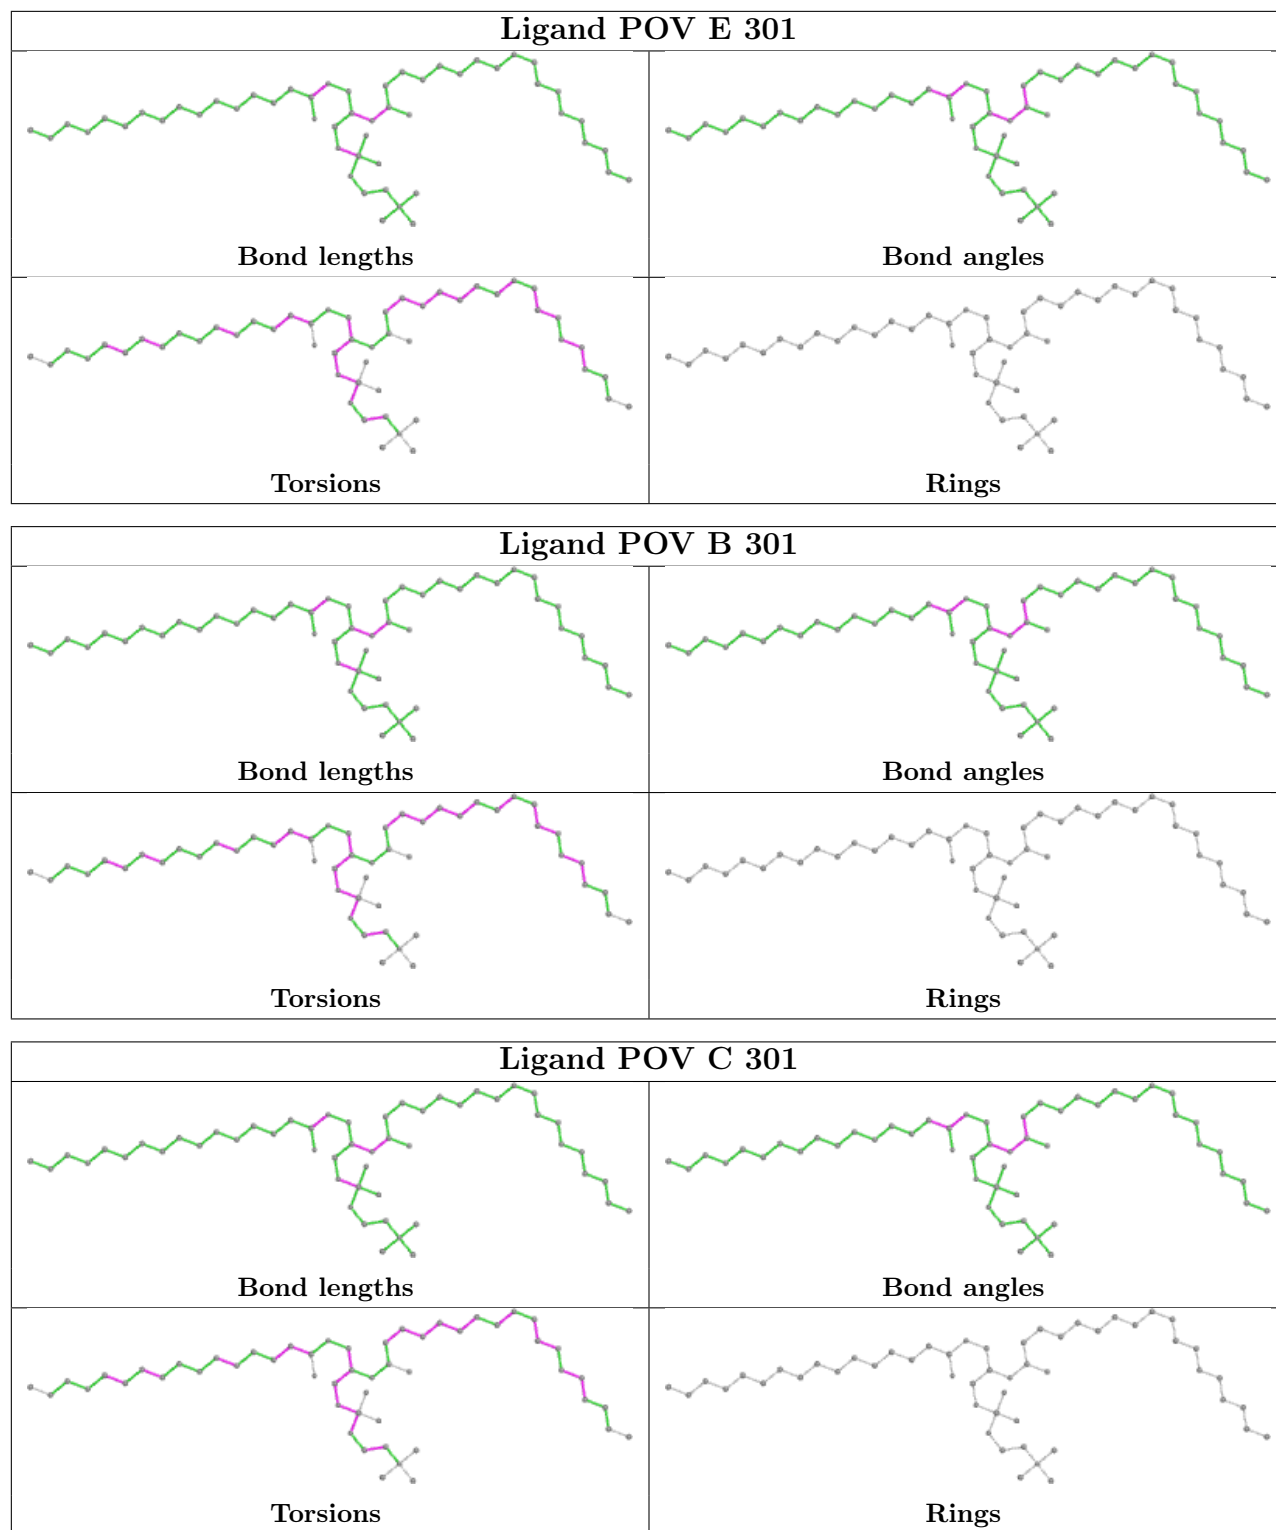 Ligand POV E 301
Bond lengths
Bond angles
Torsions
Rings
Ligand POV B 301
Bond lengths
Bond angles
Torsions
Rings
Ligand POV C 301
Bond lengths
Bond angles
Torsions
Rings